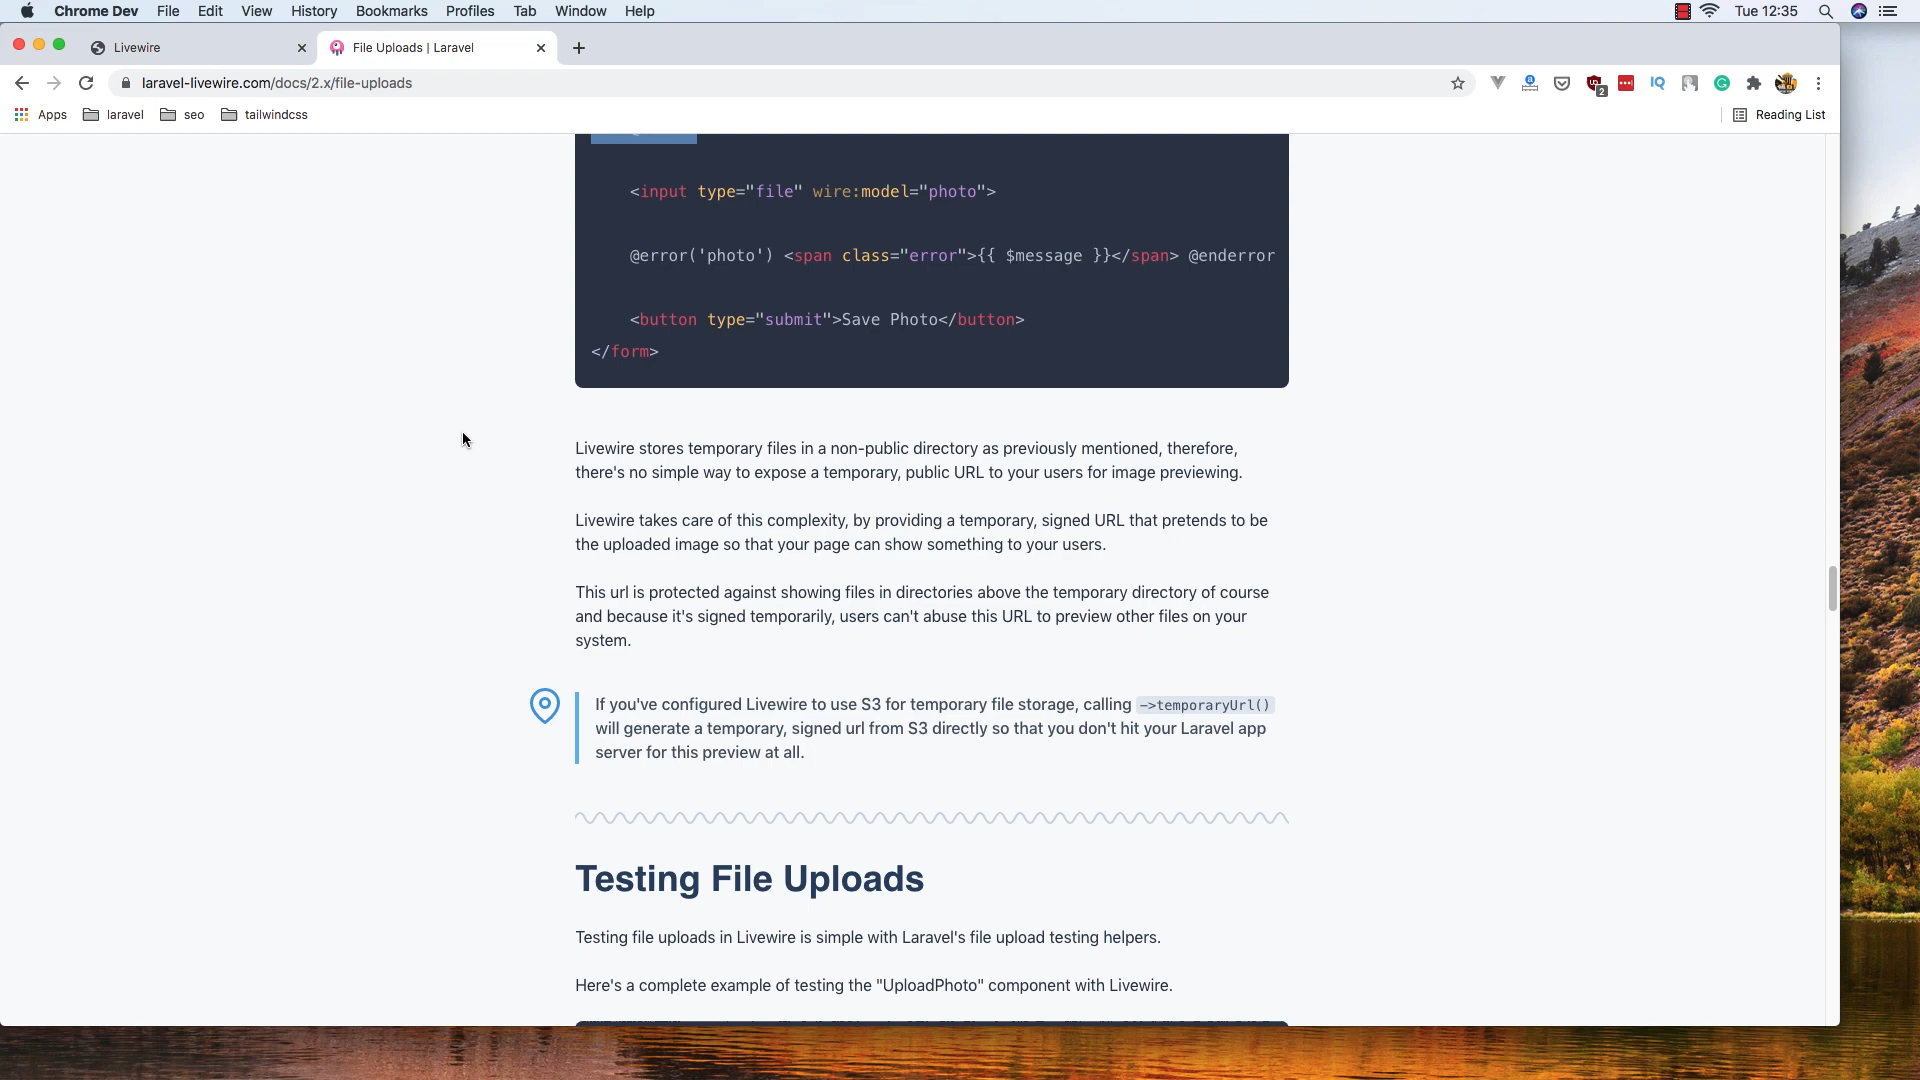 Chrome Dev File Edit View History Bookmarks Profiles Tab Window Help Tue 12:35
Livewire File Uploads | Laravel
laravel-livewire.com/docs/2.x/file-uploads 2 IQ
Apps laravel seo tailwindcss Reading List
<input type="file" wire:model="photo">
@error('photo') <span class="error">{{ $message }}</span> @enderror
<button type="submit">Save Photo</button>
</form>
Livewire stores temporary files in a non-public directory as previously mentioned, therefore,
there's no simple way to expose a temporary, public URL to your users for image previewing.
Livewire takes care of this complexity, by providing a temporary, signed URL that pretends to be
the uploaded image so that your page can show something to your users.
This url is protected against showing files in directories above the temporary directory of course
and because it's signed temporarily, users can't abuse this URL to preview other files on your
system.
If you've configured Livewire to use S3 for temporary file storage, calling ->temporaryUrl()
will generate a temporary, signed url from S3 directly so that you don't hit your Laravel app
server for this preview at all.
Testing File Uploads
Testing file uploads in Livewire is simple with Laravel's file upload testing helpers.
Here's a complete example of testing the "UploadPhoto" component with Livewire.